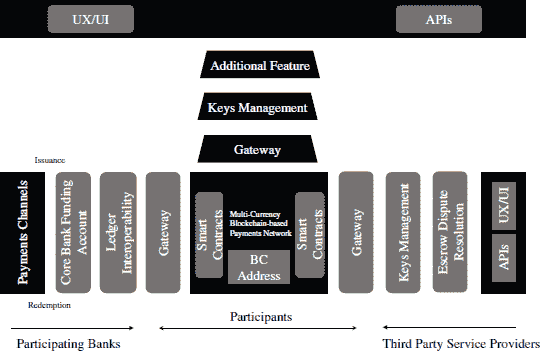 UX/UI
APIs
Additional Feature
Keys Management
Gateway
Issuance
Payments Channels
Core Bank Funding
Account
Ledger
Interoperability
Gateway
Smart
Contracts
Multi-Currency
Blockchain-based
Payments Network
BC
Address
Smart
Contracts
Gateway
Keys Management
Escrow Dispute
Resolution
UX/UI
APIs
Redemption
Participating Banks
Participants
Third Party Service Providers